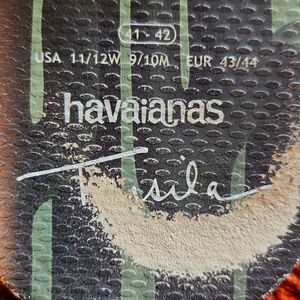 41 - 42
USA 11/12W 9/10M EUR 43/44
havaianas
Tarsila